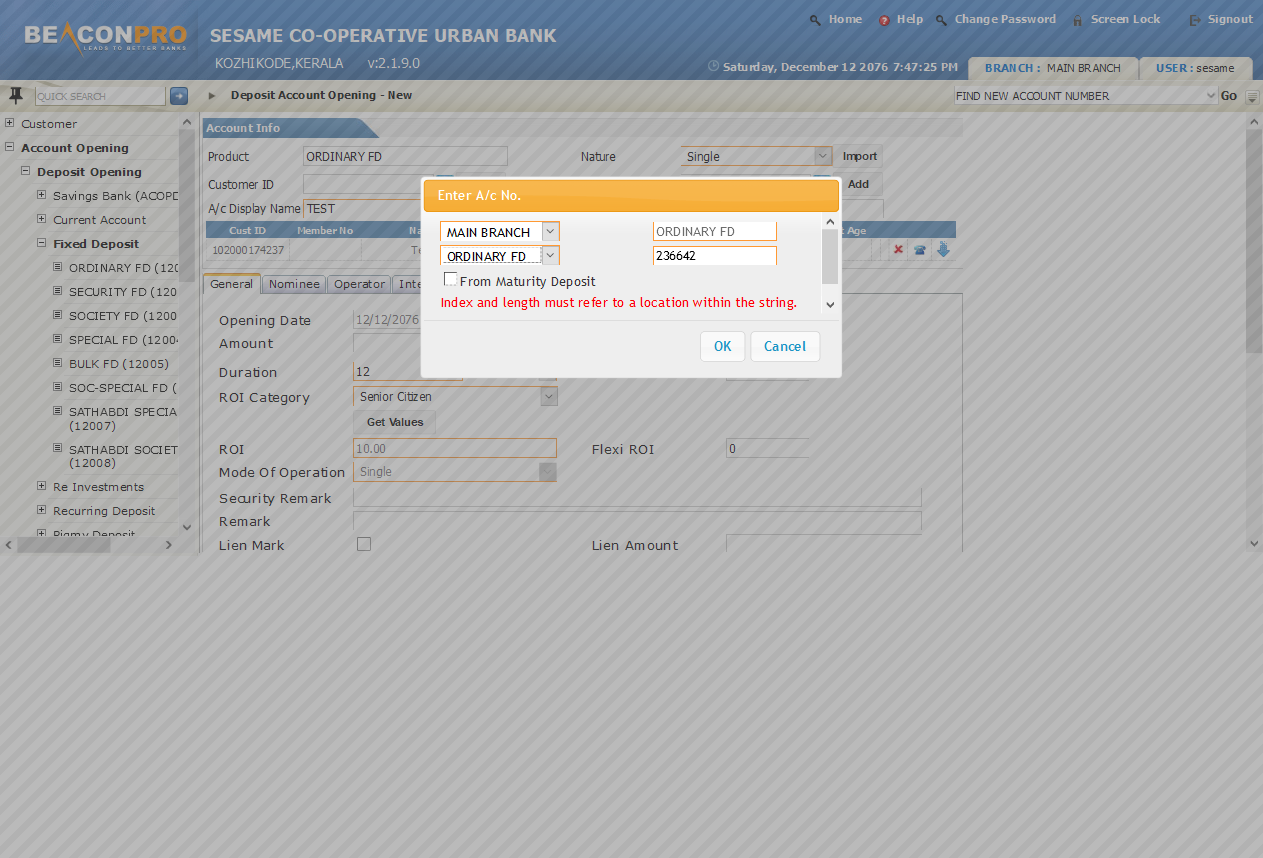 Home Help Change Password Screen Lock Signout
BEACONPRO
LEADS TO BETTER BANKS
SESAME CO-OPERATIVE URBAN BANK
KOZHIKODE,KERALA v:2.1.9.0
Saturday, December 12 2076 7:47:25 PM BRANCH : MAIN BRANCH USER : sesame
QUICK SEARCH Deposit Account Opening - New FIND NEW ACCOUNT NUMBER Go
Customer
Account Opening
Deposit Opening
Savings Bank (ACOPD
Current Account
Fixed Deposit
ORDINARY FD (120
SECURITY FD (120
SOCIETY FD (1200
SPECIAL FD (12004
BULK FD (12005)
SOC-SPECIAL FD (
SATHABDI SPECIA
(12007)
SATHABDI SOCIET
(12008)
Re Investments
Recurring Deposit
Pigmy Deposit
Account Info
Product ORDINARY FD Nature Single Import
Customer ID Add
A/c Display Name TEST
Cust ID Member No Na t Age
102000174237 Te
General Nominee Operator Inte
Opening Date 12/12/2076
Amount
Duration 12
ROI Category Senior Citizen
Get Values
ROI 10.00 Flexi ROI 0
Mode Of Operation Single
Security Remark
Remark
Lien Mark Lien Amount
Enter A/c No.
MAIN BRANCH ORDINARY FD
ORDINARY FD 236642
From Maturity Deposit
Index and length must refer to a location within the string.
OK Cancel